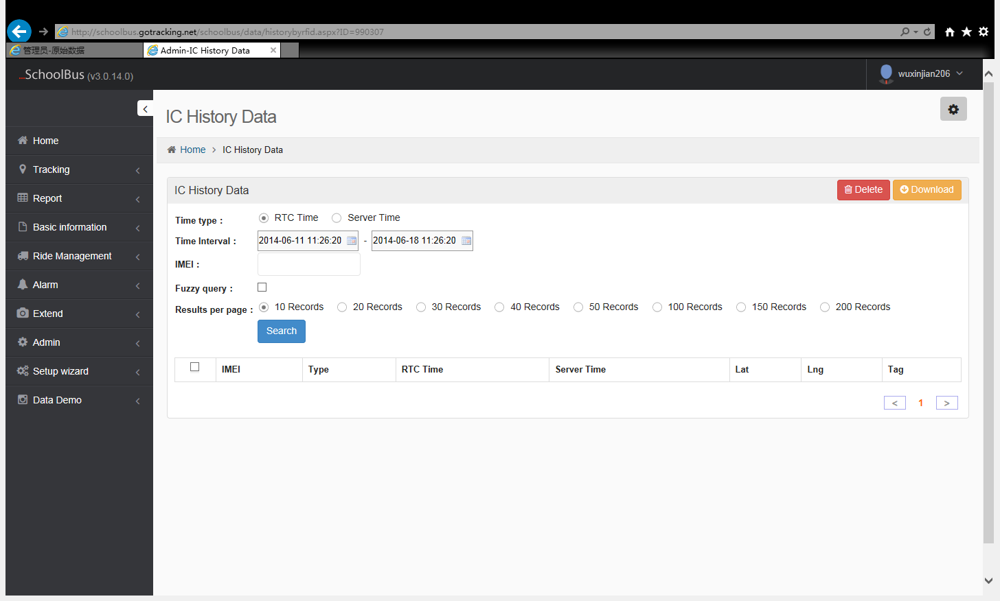 http://schoolbus.gotracking.net/schoolbus/data/historybyrfid.aspx?ID=990307
管理员-原始数据
Admin-IC History Data
...SchoolBus (v3.0.14.0)
wuxinjian206
IC History Data
Home
Tracking
Report
Basic information
Ride Management
Alarm
Extend
Admin
Setup wizard
Data Demo
Home > IC History Data
IC History Data
Delete
Download
Time type :
RTC Time
Server Time
Time Interval :
2014-06-11 11:26:20 - 2014-06-18 11:26:20
IMEI :
Fuzzy query :
Results per page :
10 Records
20 Records
30 Records
40 Records
50 Records
100 Records
150 Records
200 Records
Search
IMEI
Type
RTC Time
Server Time
Lat
Lng
Tag
< 1 >